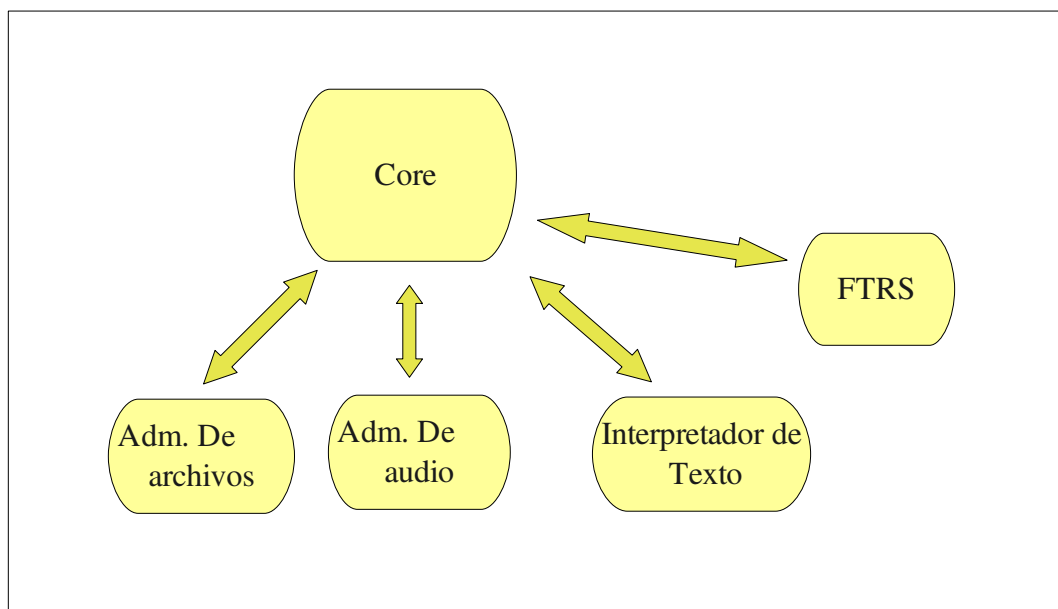 Core
FTRS
Adm. De
archivos
Adm. De
audio
Interpretador de
Texto